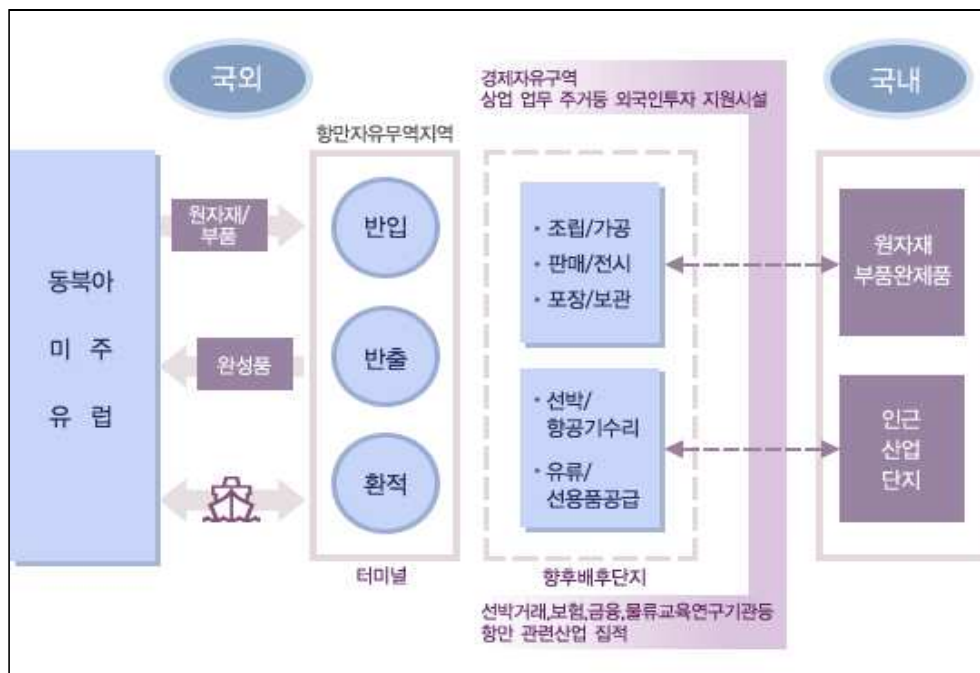 국외
경제자유구역
상업 업무 주거등 외국인투자 지원시설
국내
항만자유무역지역
동북아
미 주
유 럽
원자재/
부품
완성품
반입
반출
환적
터미널
• 조립/가공
• 판매/전시
• 포장/보관
• 선박/
항공기수리
• 유류/
선용품공급
향후배후단지
원자재
부품완제품
인근
산업
단지
선박거래,보험,금융,물류교육연구기관등
항만 관련산업 집적